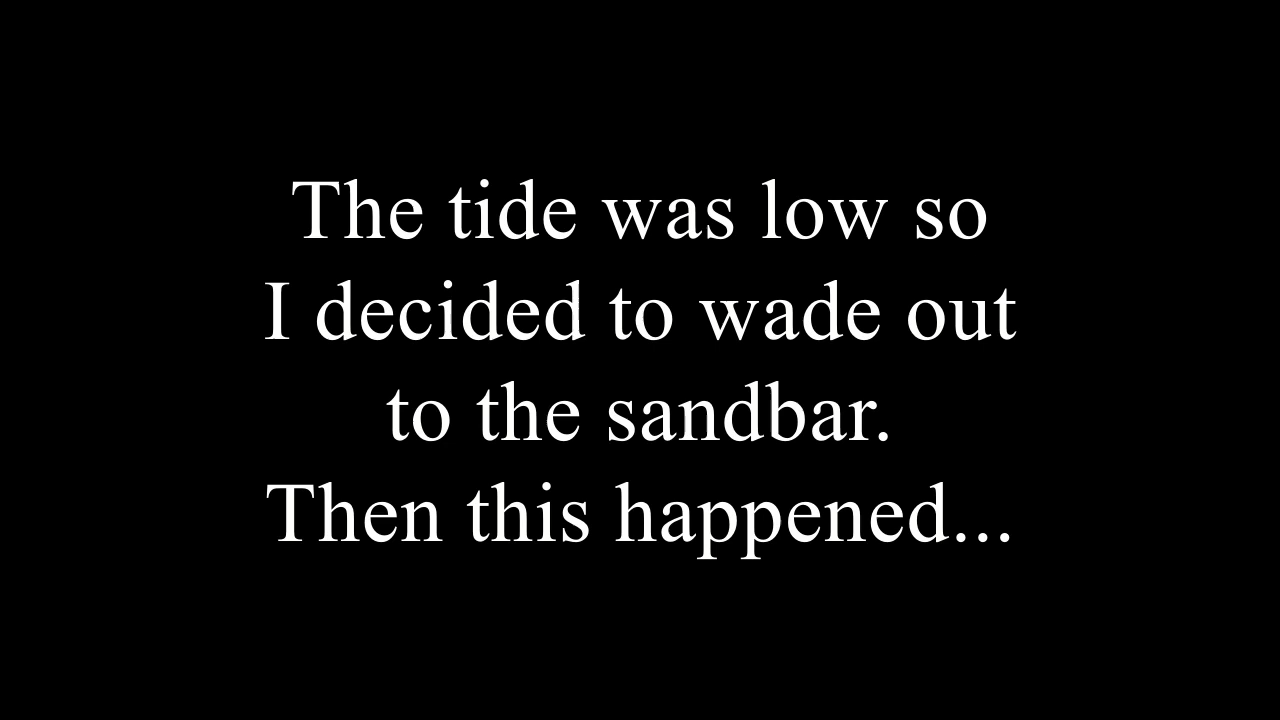 The tide was low so
I decided to wade out
to the sandbar.
Then this happened...